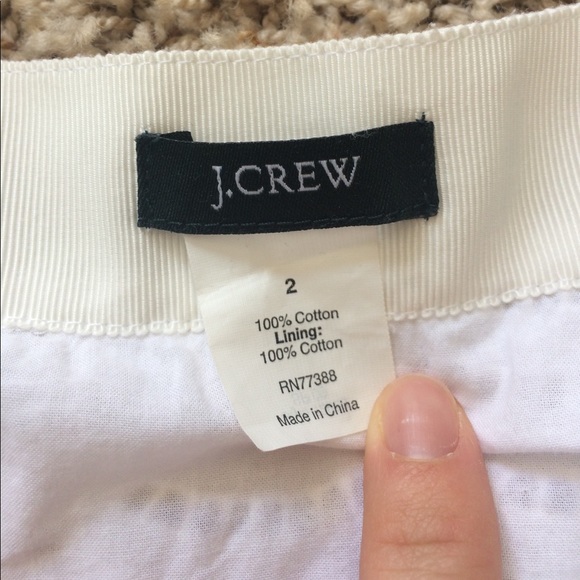 J.CREW
2
100% Cotton
Lining:
100% Cotton
RN77388
Made in China